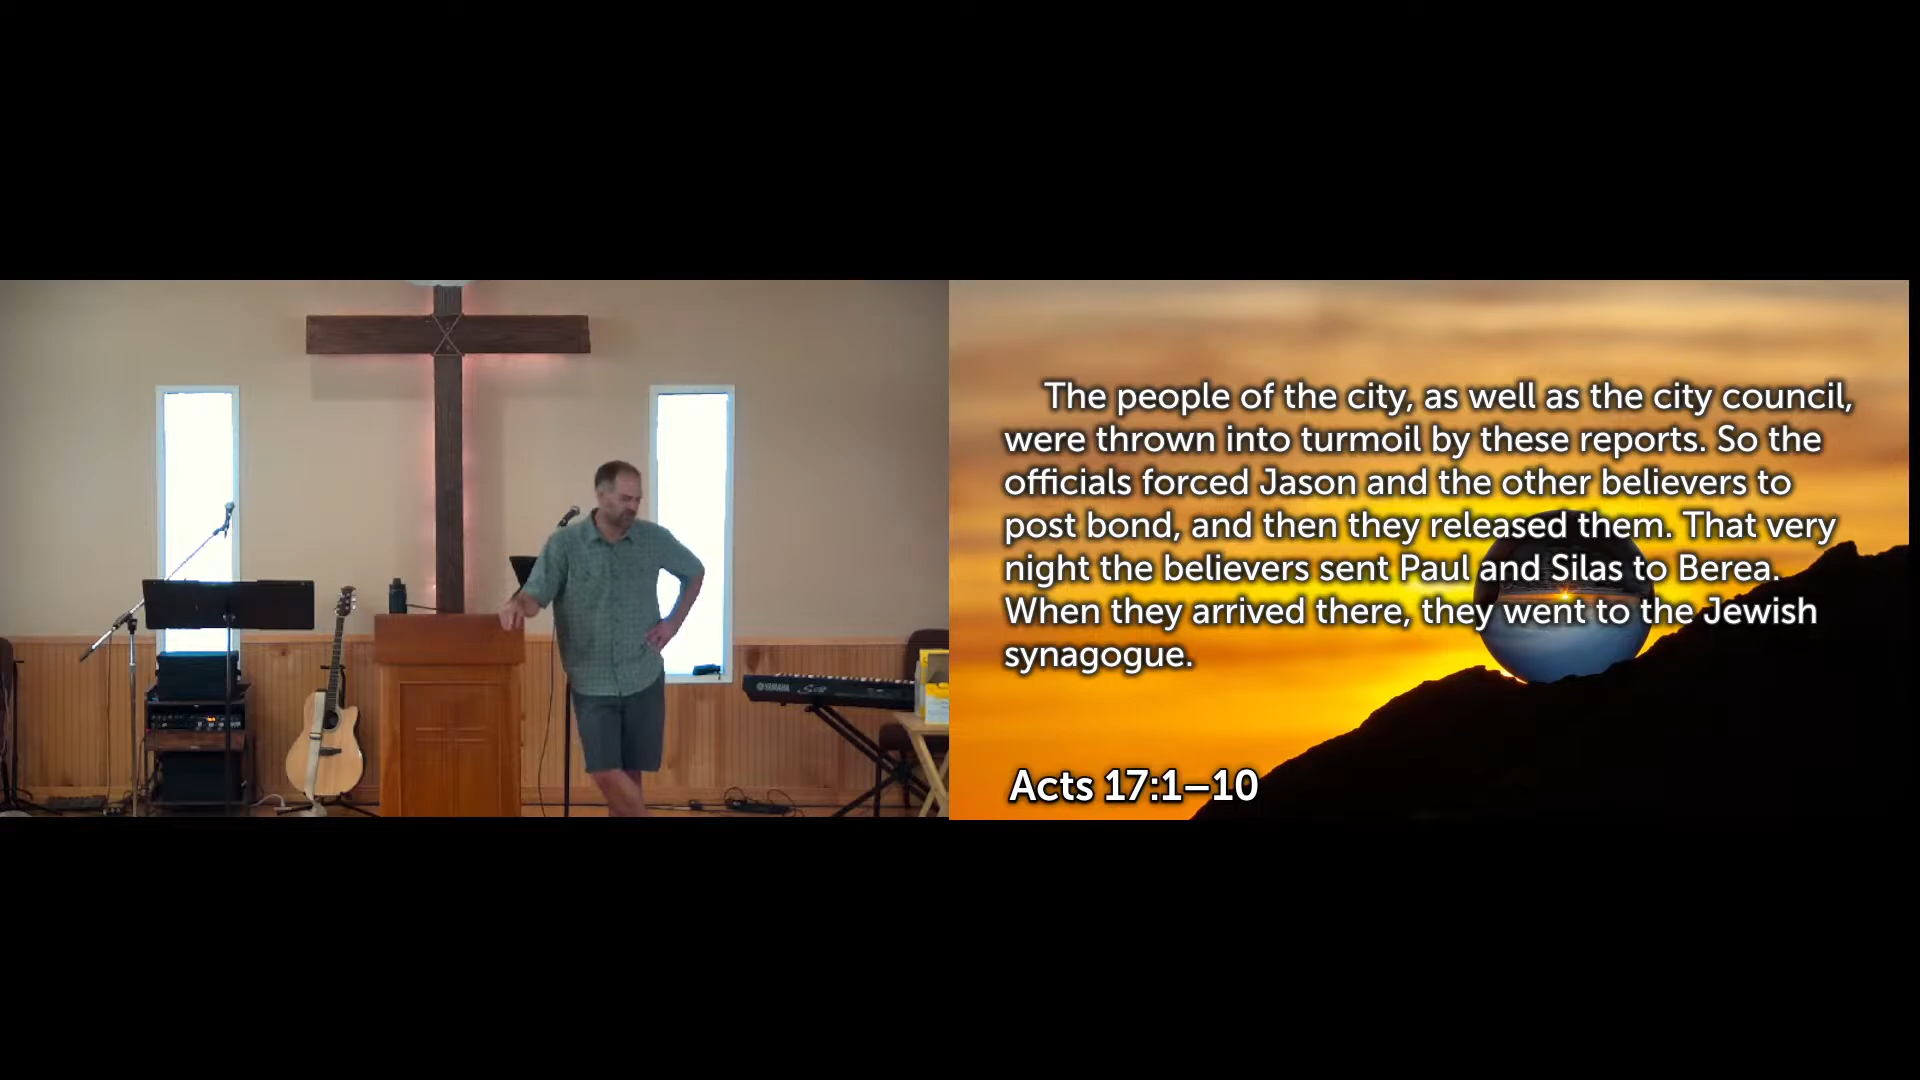 The people of the city, as well as the city council,
were thrown into turmoil by these reports. So the
officials forced Jason and the other believers to
post bond, and then they released them. That very
night the believers sent Paul and Silas to Berea.
When they arrived there, they went to the Jewish
synagogue.
Acts 17:1–10
YAMAHA